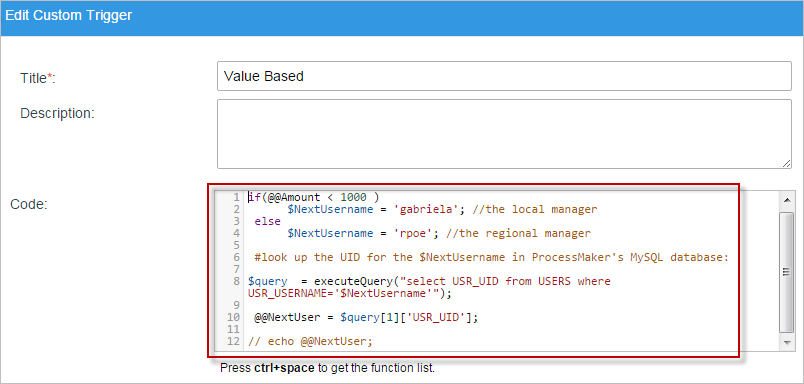 Edit Custom Trigger
Title*:
Value Based
Description:
Code:
1 if(@@Amount < 1000 )
2 $NextUsername = 'gabriela'; //the local manager
3 else
4 $NextUsername = 'rpoe'; //the regional manager
5
6 #look up the UID for the $NextUsername in ProcessMaker's MySQL database:
7
8 $query = executeQuery("select USR_UID from USERS where
USR_USERNAME='$NextUsername'");
9
10 @@NextUser = $query[1]['USR_UID'];
11
12 // echo @@NextUser;
Press ctrl+space to get the function list.